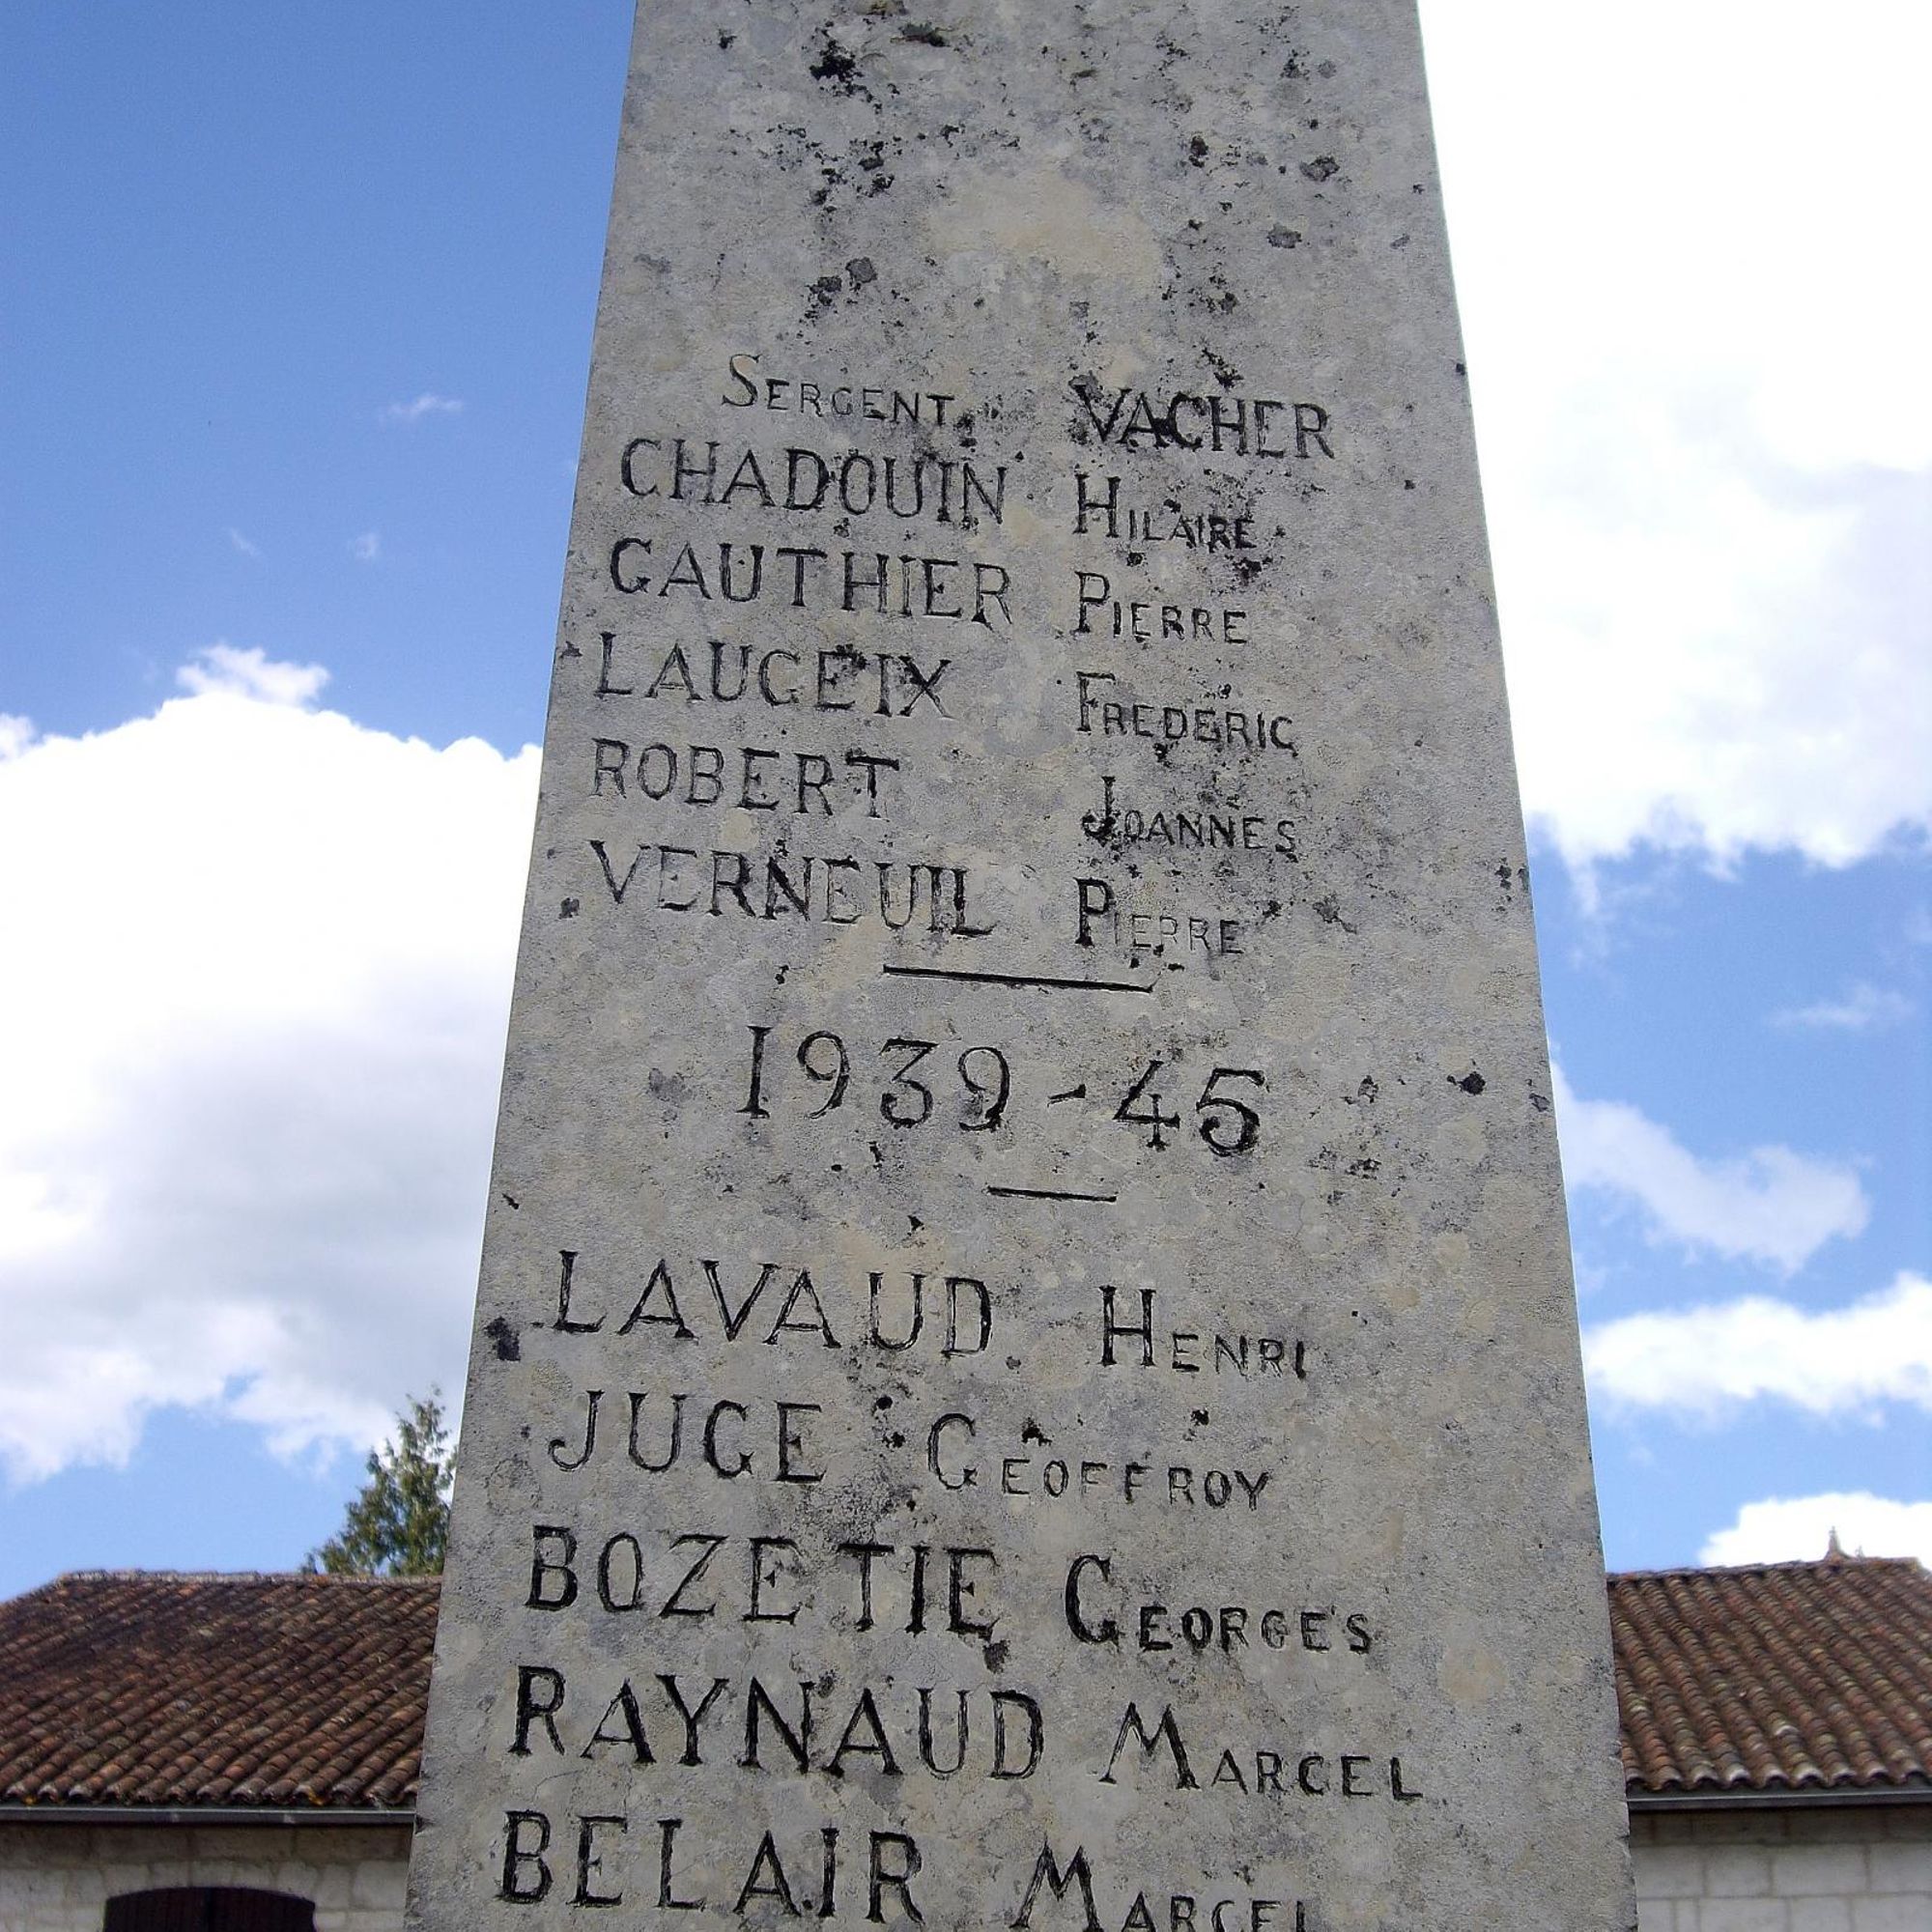 SERGENT VACHER
CHADOUIN HILAIRE
GAUTHIER PIERRE
LAUGEIX FREDERIC
ROBERT JOANNES
VERNEUIL PIERRE
1939-45
LAVAUD HENRI
JUGE GEOFFROY
BOZETIE GEORGES
RAYNAUD MARCEL
BELAIR MARCEL